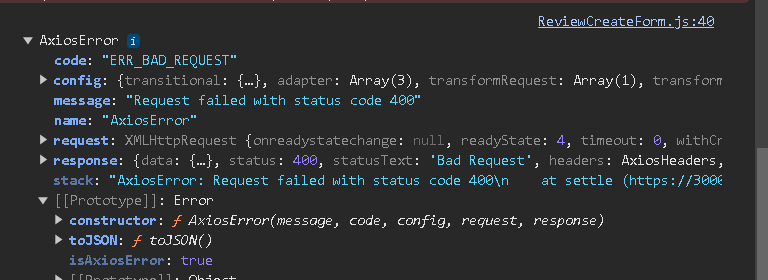 ReviewCreateForm.js:40
▼ AxiosError i
code: "ERR_BAD_REQUEST"
▶ config: {transitional: {…}, adapter: Array(3), transformRequest: Array(1), transform
message: "Request failed with status code 400"
name: "AxiosError"
▶ request: XMLHttpRequest {onreadystatechange: null, readyState: 4, timeout: 0, withCr
▶ response: {data: {…}, status: 400, statusText: 'Bad Request', headers: AxiosHeaders,
stack: "AxiosError: Request failed with status code 400\n    at settle (https://3000
▼ [[Prototype]]: Error
▶ constructor: ƒ AxiosError(message, code, config, request, response)
▶ toJSON: ƒ toJSON()
isAxiosError: true
▶ [[Prototype]]: Object